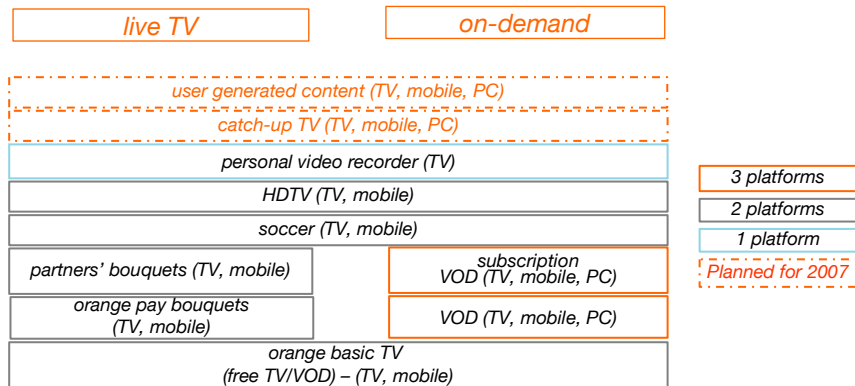 live TV
on-demand
user generated content (TV, mobile, PC)
catch-up TV (TV, mobile, PC)
personal video recorder (TV)
HDTV (TV, mobile)
soccer (TV, mobile)
partners’ bouquets (TV, mobile)
subscription
VOD (TV, mobile, PC)
orange pay bouquets
(TV, mobile)
VOD (TV, mobile, PC)
orange basic TV
(free TV/VOD) – (TV, mobile)
3 platforms
2 platforms
1 platform
Planned for 2007